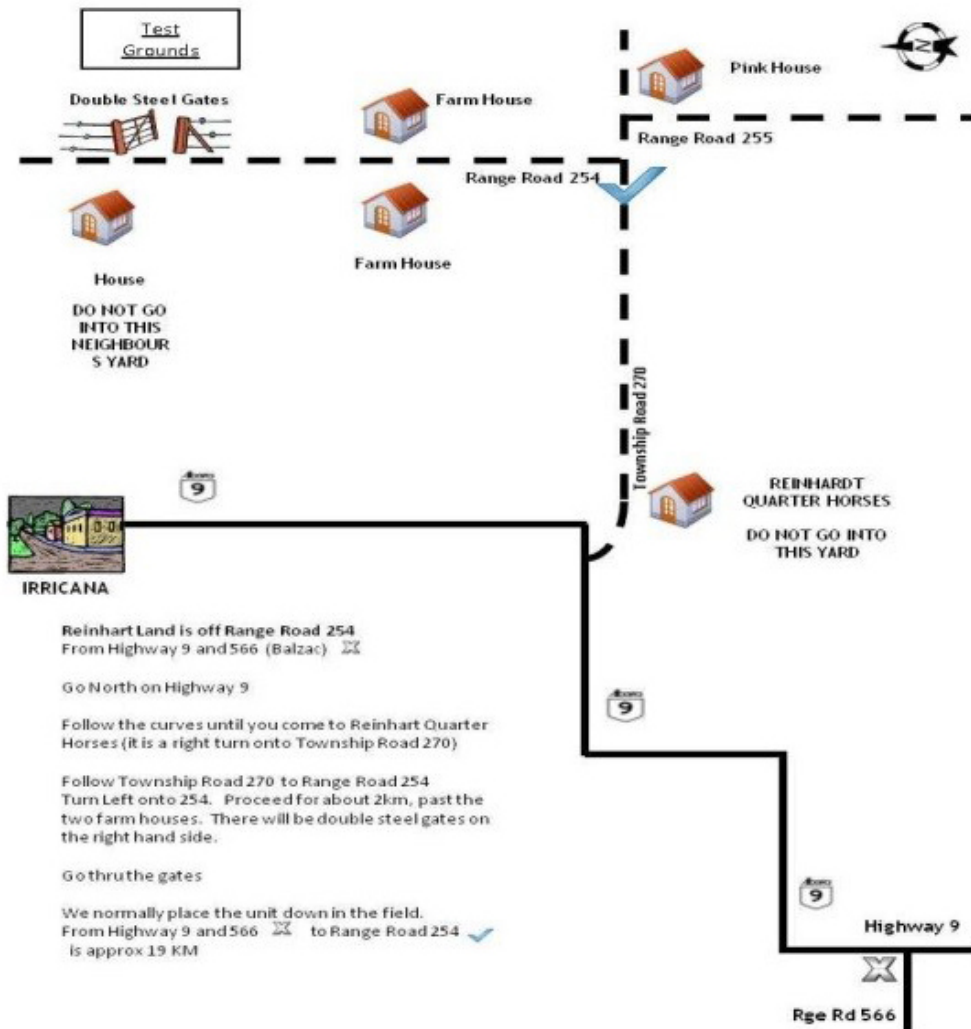 Test
Grounds
Double Steel Gates
Farm House
Pink House
N
Range Road 255
Range Road 254
House
Farm House
DO NOT GO
INTO THIS
NEIGHBOUR
S YARD
Township Road 270
9
REINHARDT
QUARTER HORSES
DO NOT GO INTO
THIS YARD
IRRICANA
Reinhart Land is off Range Road 254
From Highway 9 and 566 (Balzac)
Go North on Highway 9
Follow the curves until you come to Reinhart Quarter
Horses (it is a right turn onto Township Road 270)
Follow Township Road 270 to Range Road 254
Turn Left onto 254. Proceed for about 2km, past the
two farm houses. There will be double steel gates on
the right hand side.
Go thru the gates
We normally place the unit down in the field.
From Highway 9 and 566 to Range Road 254
is approx 19 KM
9
9
Highway 9
Rge Rd 566